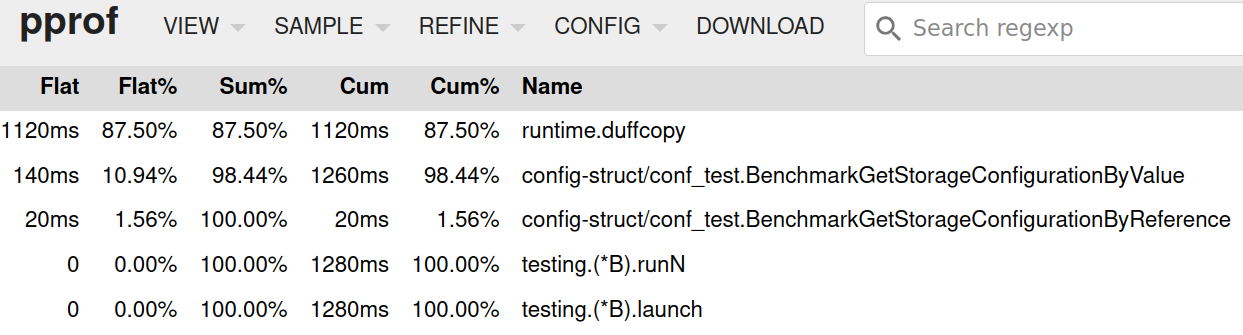 pprof VIEW SAMPLE REFINE CONFIG DOWNLOAD Search regexp
Flat Flat% Sum% Cum Cum% Name
1120ms 87.50% 87.50% 1120ms 87.50% runtime.duffcopy
140ms 10.94% 98.44% 1260ms 98.44% config-struct/conf_test.BenchmarkGetStorageConfigurationByValue
20ms 1.56% 100.00% 20ms 1.56% config-struct/conf_test.BenchmarkGetStorageConfigurationByReference
0 0.00% 100.00% 1280ms 100.00% testing.(*B).runN
0 0.00% 100.00% 1280ms 100.00% testing.(*B).launch